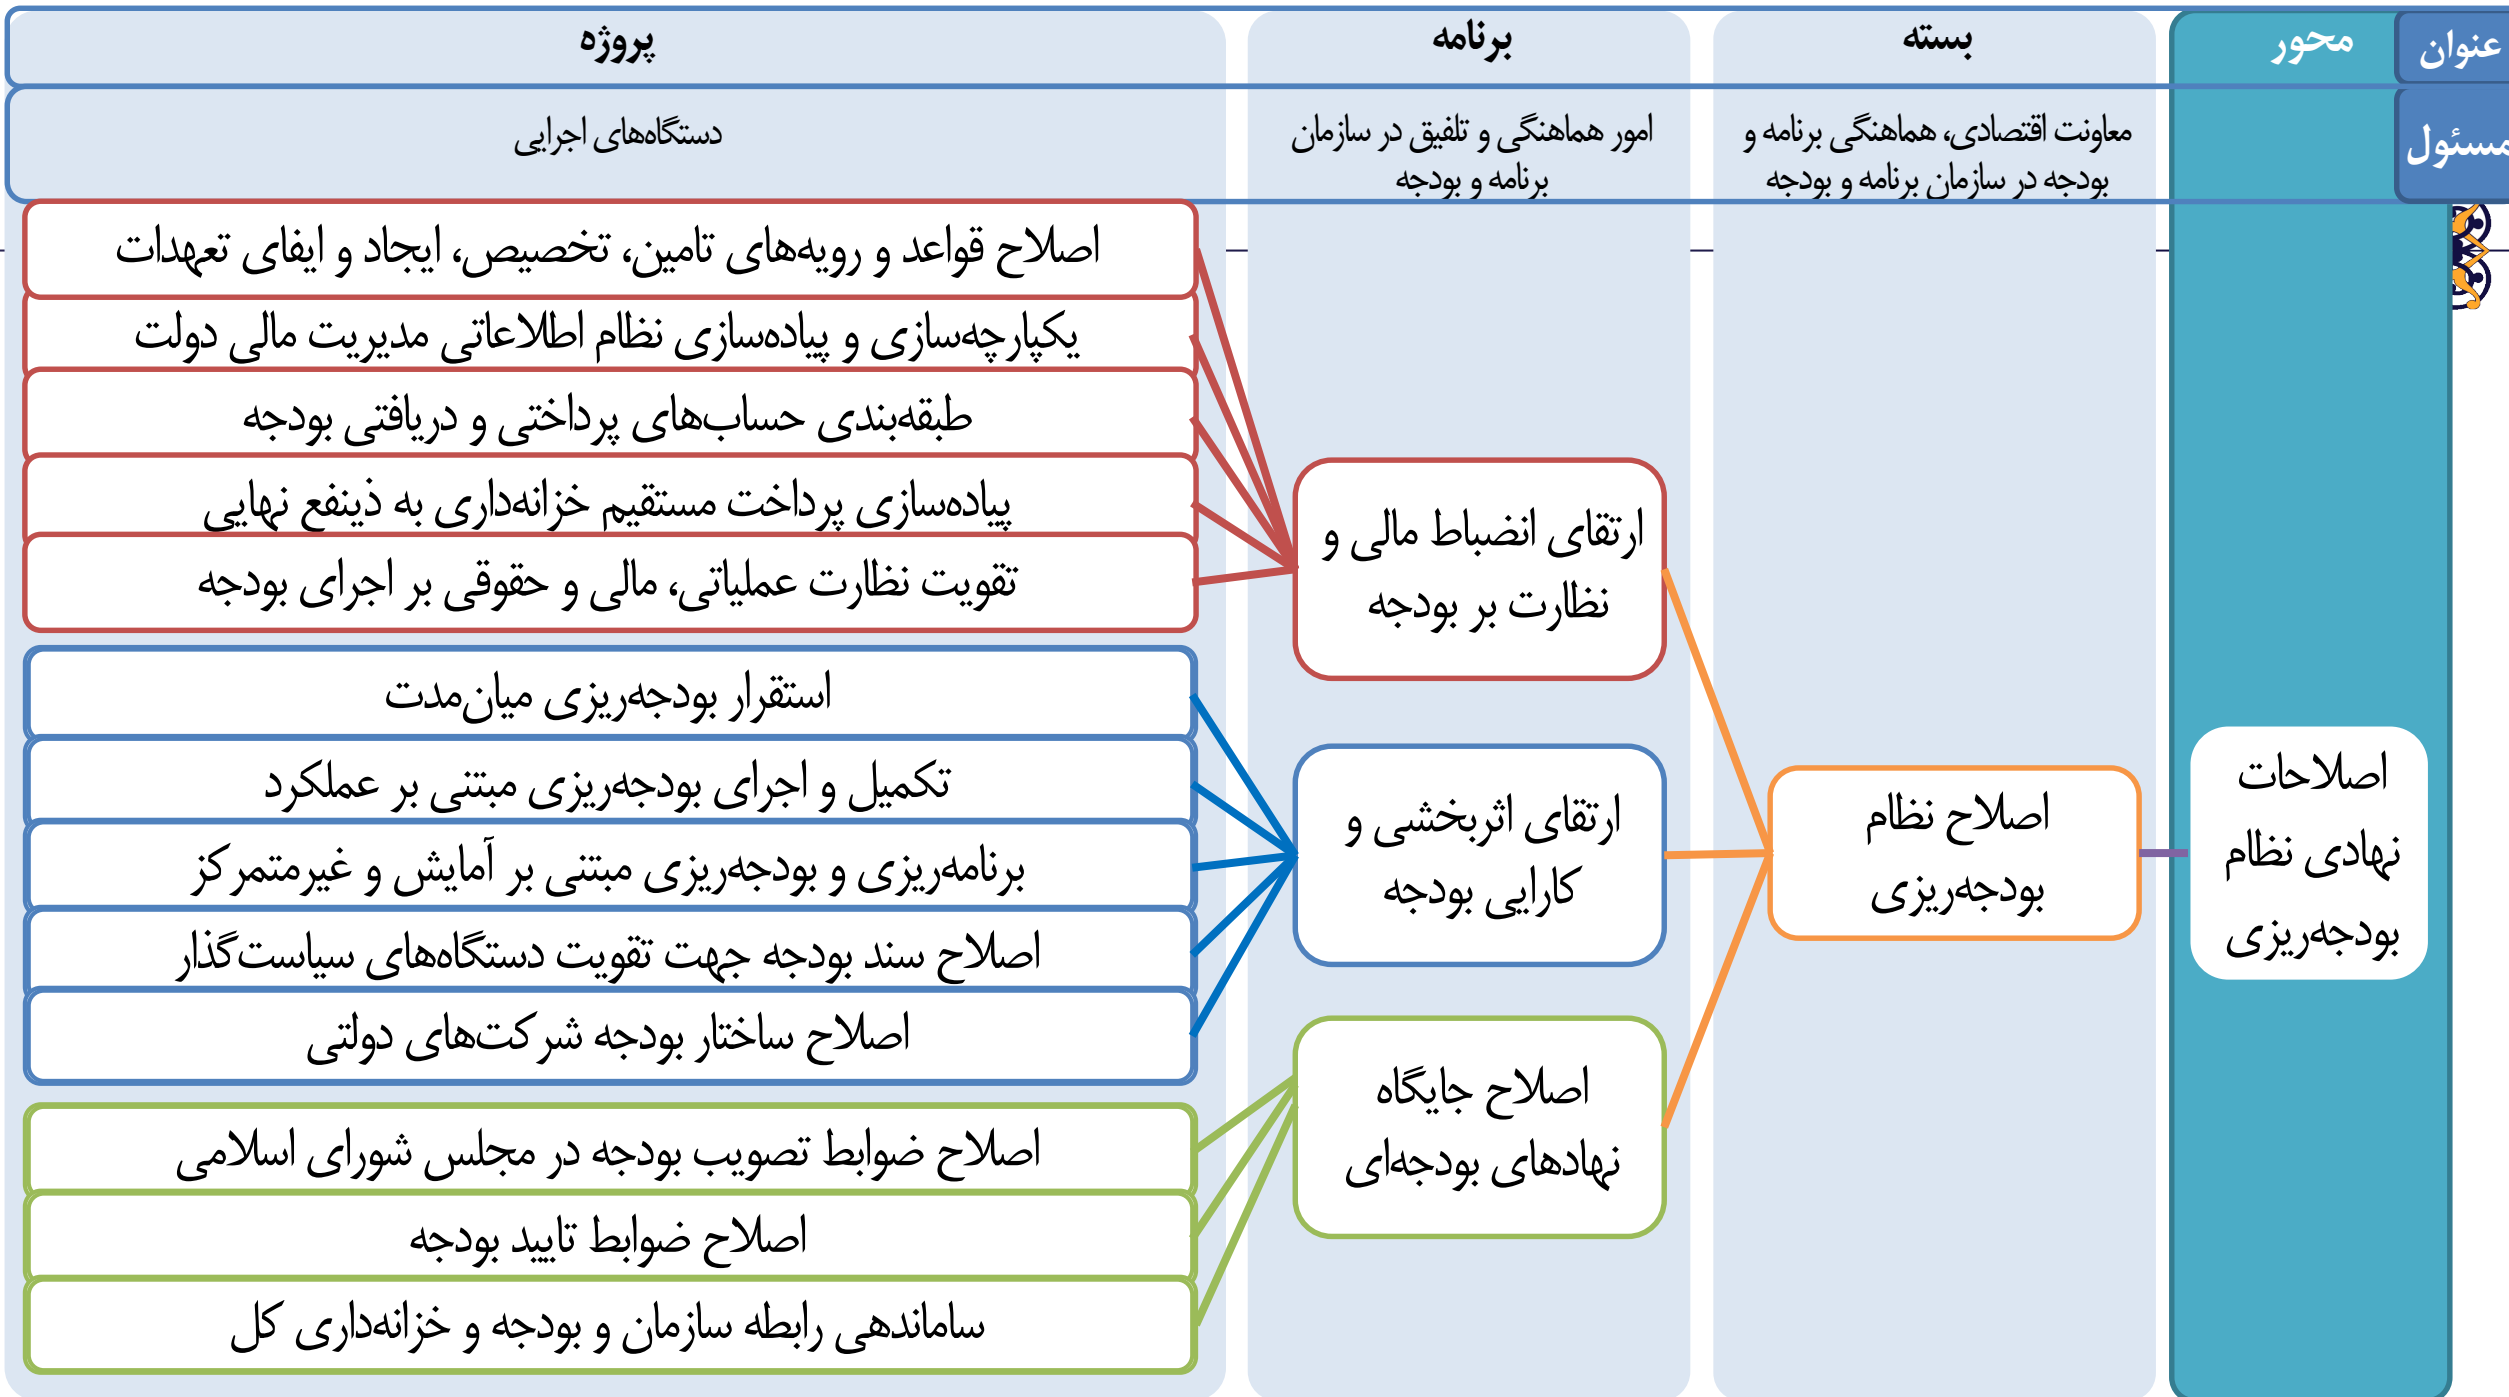 عنوان
محور
بسته
برنامه
پروژه
مسئول
معاونت اقتصادی، هماهنگی برنامه و
بودجه در سازمان برنامه و بودجه
امور هماهنگی و تلفیق در سازمان
برنامه و بودجه
دستگاه‌های اجرایی
اصلاحات
نهادی نظام
بودجه‌ریزی
اصلاح نظام
بودجه‌ریزی
ارتقای انضباط مالی و
نظارت بر بودجه
اصلاح قواعد و رویه‌های تامین، تخصیص، ایجاد و ایفای تعهدات
یکپارچه‌سازی و پیاده‌سازی نظام اطلاعاتی مدیریت مالی دولت
طبقه‌بندی حساب‌های پرداختی و دریافتی بودجه
پیاده‌سازی پرداخت مستقیم خزانه‌داری به ذینفع نهایی
تقویت نظارت عملیاتی، مالی و حقوقی بر اجرای بودجه
ارتقای اثربخشی و
کارایی بودجه
استقرار بودجه‌ریزی میان‌مدت
تکمیل و اجرای بودجه‌ریزی مبتنی بر عملکرد
برنامه‌ریزی و بودجه‌ریزی مبتنی بر آمایش و غیرمتمرکز
اصلاح سند بودجه جهت تقویت دستگاه‌های سیاست‌گذار
اصلاح ساختار بودجه شرکت‌های دولتی
اصلاح جایگاه
نهادهای بودجه‌ای
اصلاح ضوابط تصویب بودجه در مجلس شورای اسلامی
اصلاح ضوابط تایید بودجه
ساماندهی رابطه سازمان و بودجه و خزانه‌داری کل